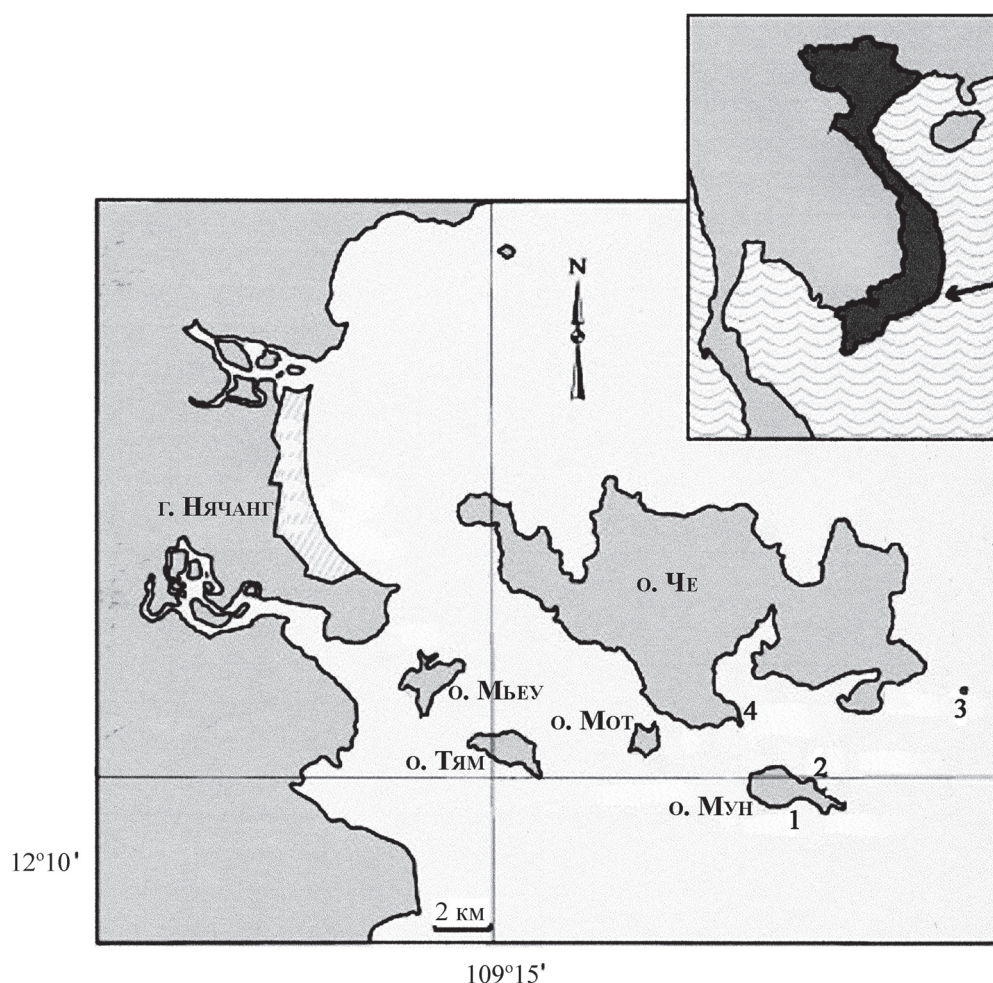 N
г. Нячанг
о. Че
о. Мьеу
о. Мот
4
3
о. Тям
2
о. Мун
1
12°10'
2 км
109°15'